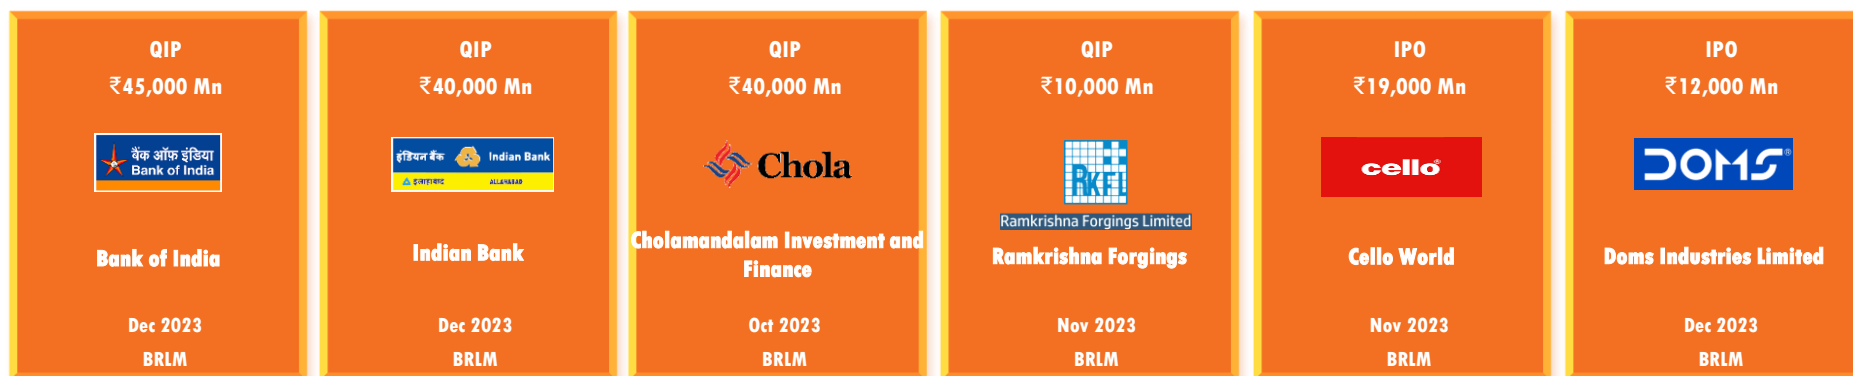 QIP
₹45,000 Mn
बैंक ऑफ़ इंडिया
Bank of India
Bank of India
Dec 2023
BRLM
QIP
₹40,000 Mn
इंडियन बैंक Indian Bank
इलाहाबाद ALLAHABAD
Indian Bank
Dec 2023
BRLM
QIP
₹40,000 Mn
Chola
Cholamandalam Investment and
Finance
Oct 2023
BRLM
QIP
₹10,000 Mn
RKFL
Ramkrishna Forgings Limited
Ramkrishna Forgings
Nov 2023
BRLM
IPO
₹19,000 Mn
cello®
Cello World
Nov 2023
BRLM
IPO
₹12,000 Mn
DOMS®
Doms Industries Limited
Dec 2023
BRLM